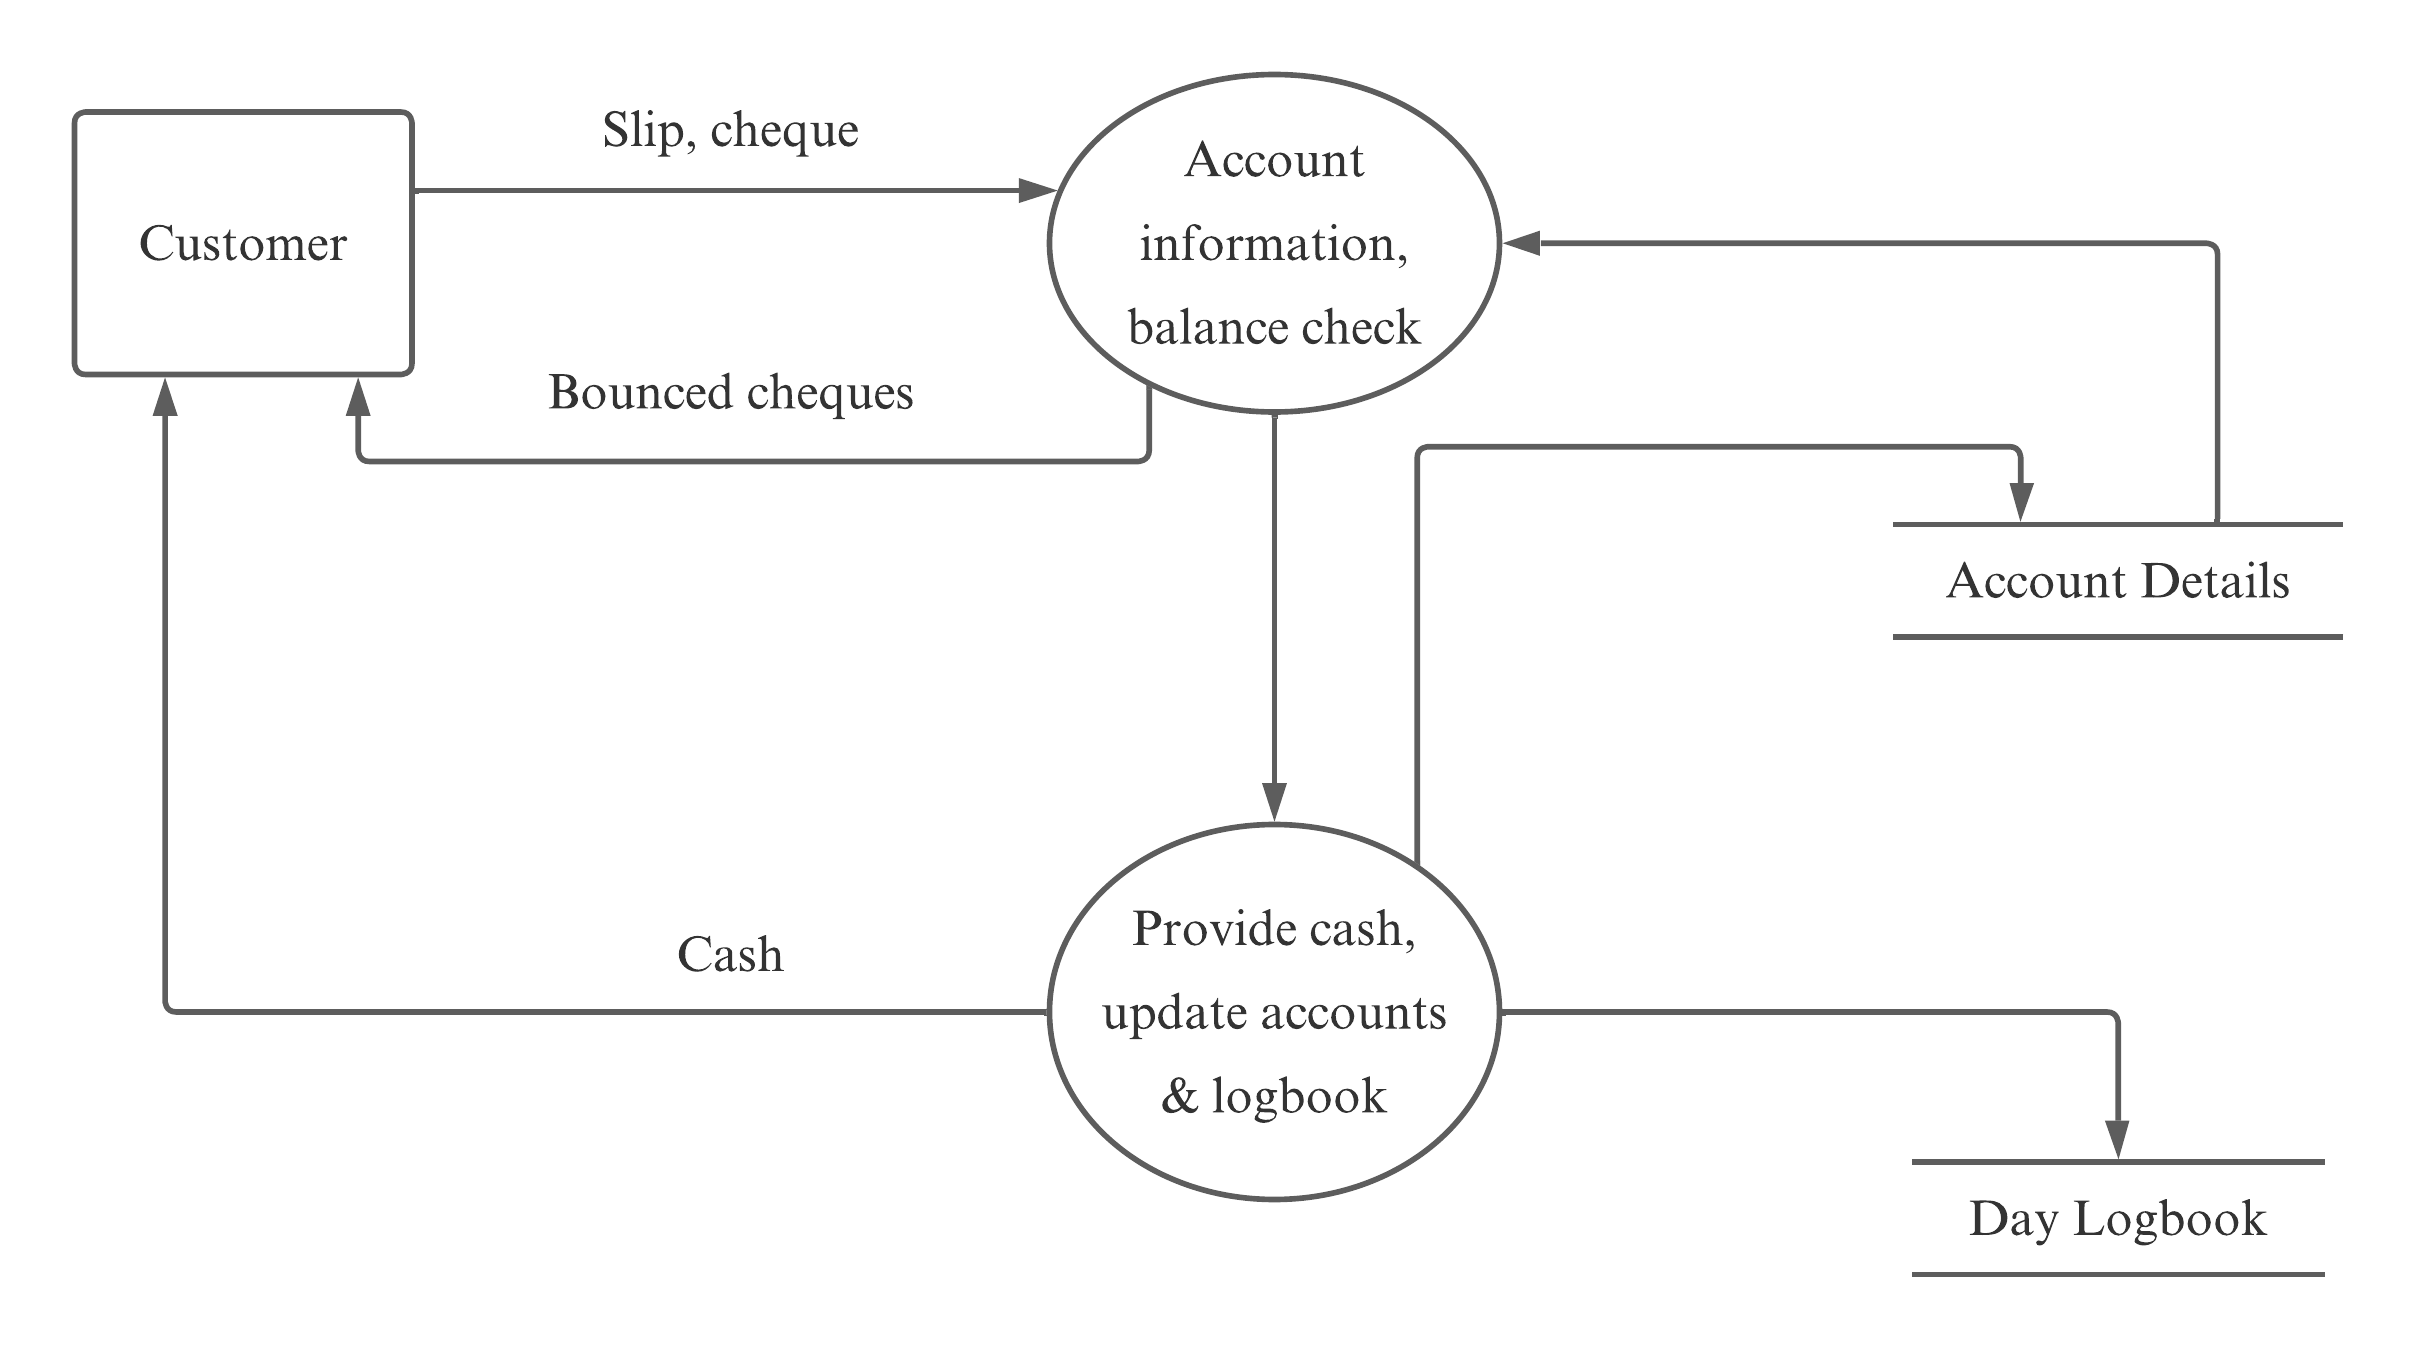 Slip, cheque
Customer
Account
information,
balance check
Bounced cheques
Account Details
Cash
Provide cash,
update accounts
& logbook
Day Logbook